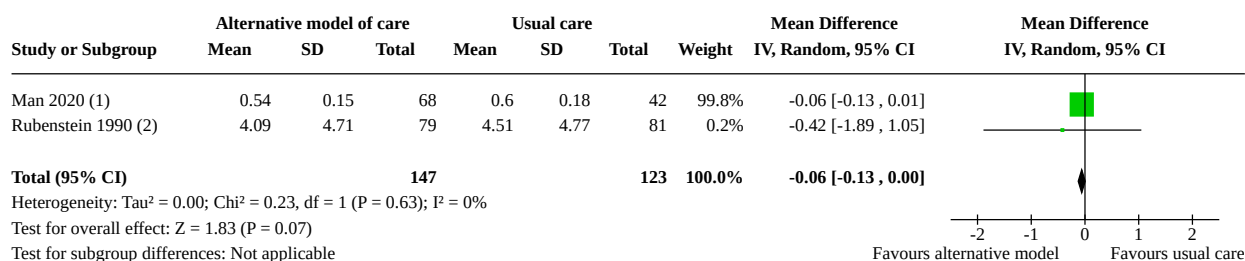 Alternative model of care Usual care Mean Difference Mean Difference
Study or Subgroup Mean SD Total Mean SD Total Weight IV, Random, 95% CI IV, Random, 95% CI
Man 2020 (1) 0.54 0.15 68 0.6 0.18 42 99.8% -0.06 [-0.13 , 0.01]
Rubenstein 1990 (2) 4.09 4.71 79 4.51 4.77 81 0.2% -0.42 [-1.89 , 1.05]
Total (95% CI) 147 123 100.0% -0.06 [-0.13 , 0.00]
Heterogeneity: Tau² = 0.00; Chi² = 0.23, df = 1 (P = 0.63); I² = 0%
Test for overall effect: Z = 1.83 (P = 0.07)
-2 -1 0 1 2
Test for subgroup differences: Not applicable Favours alternative model Favours usual care